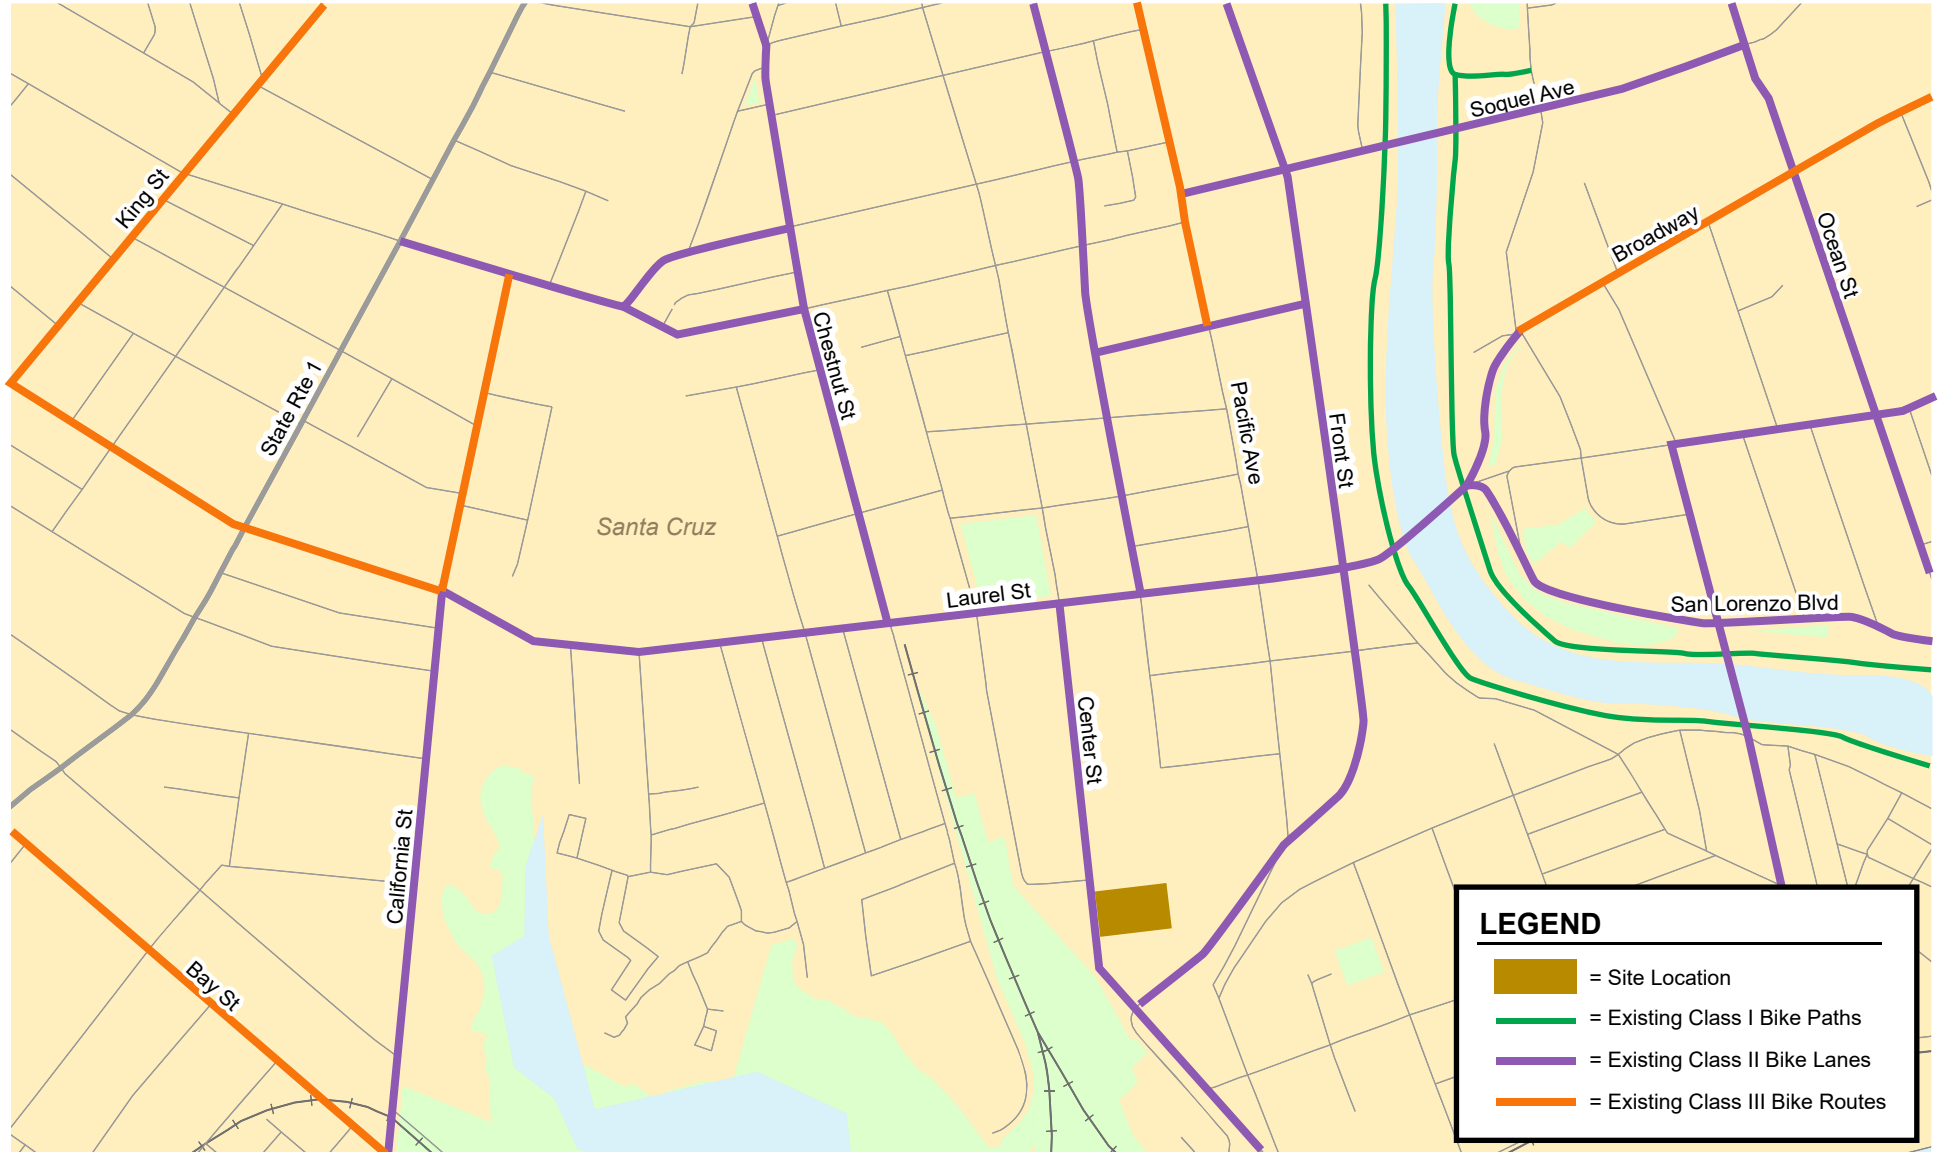 Soquel Ave
King St
Broadway
Ocean St
State Rte 1
Chestnut St
Pacific Ave
Front St
Santa Cruz
Laurel St
San Lorenzo Blvd
Center St
California St
Bay St
LEGEND
= Site Location
= Existing Class I Bike Paths
= Existing Class II Bike Lanes
= Existing Class III Bike Routes